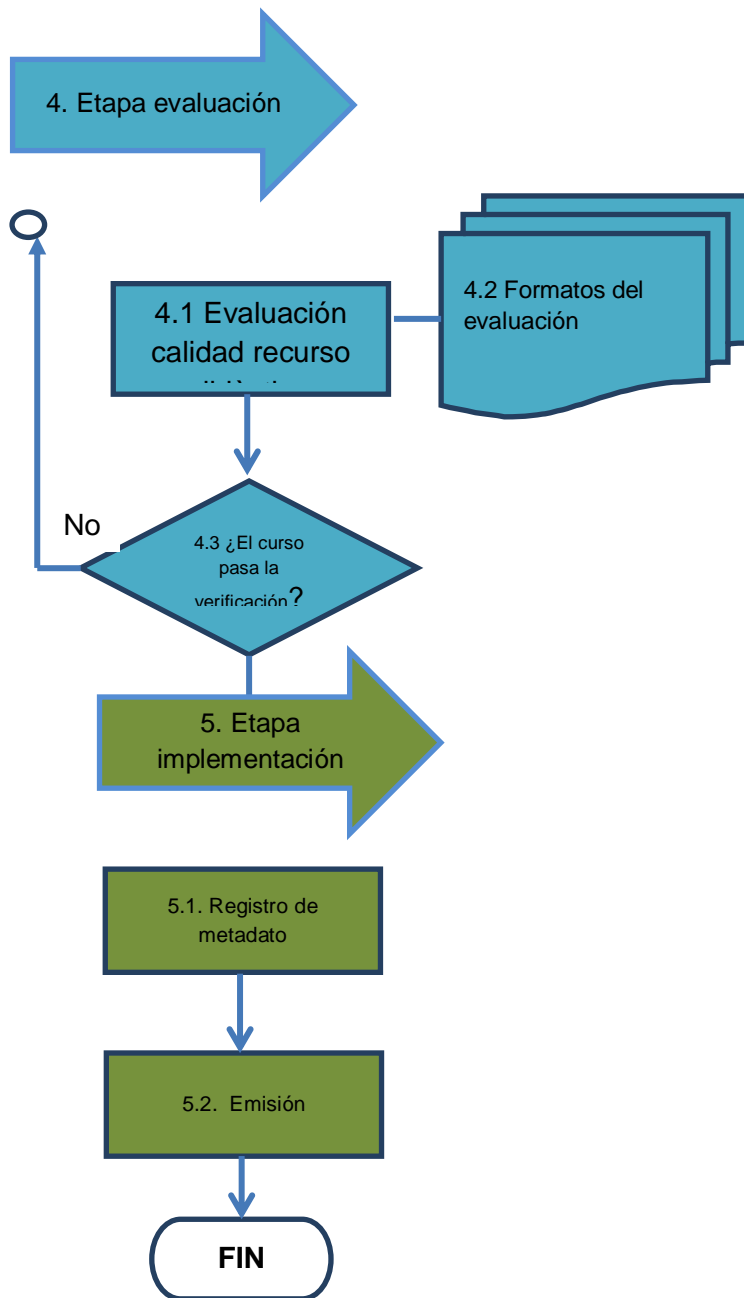 4. Etapa evaluación
4.1 Evaluación
calidad recurso
4.2 Formatos del
evaluación
No
4.3 ¿El curso
pasa la
verificación?
5. Etapa
implementación
5.1. Registro de
metadato
5.2. Emisión
FIN